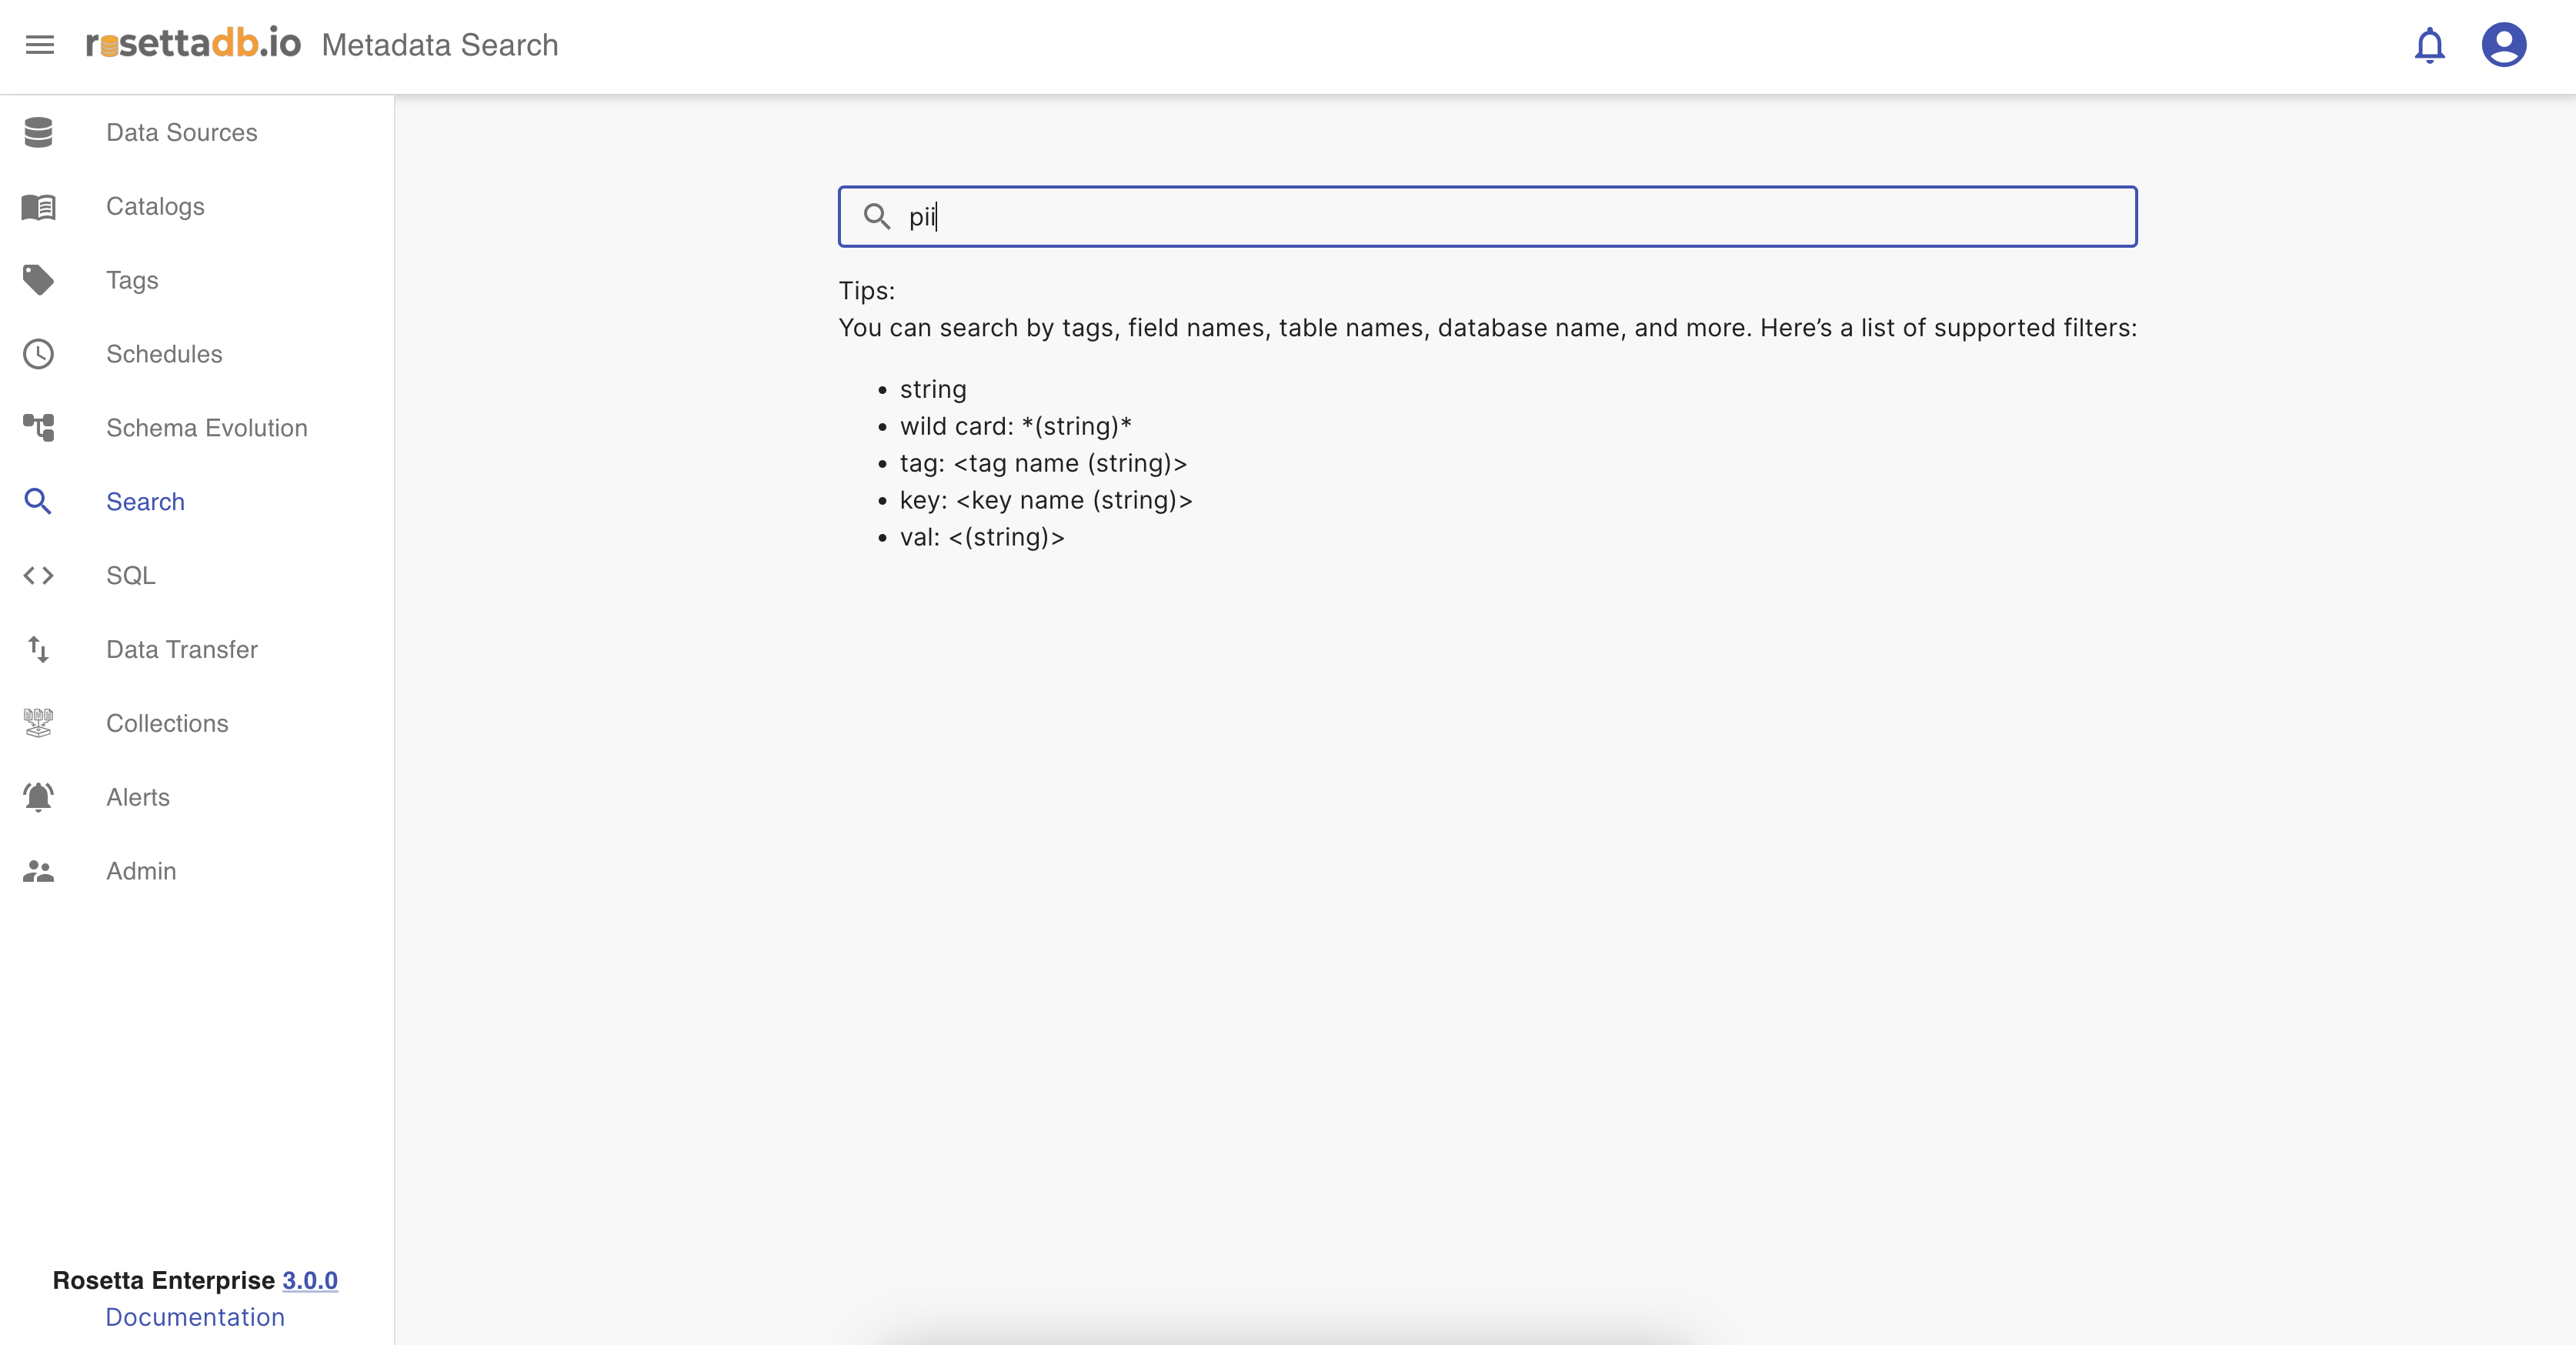 rosettadb.io Metadata Search
Data Sources
Catalogs
Tags
Schedules
Schema Evolution
Search
SQL
Data Transfer
Collections
Alerts
Admin
Rosetta Enterprise 3.0.0
Documentation
pii
Tips:
You can search by tags, field names, table names, database name, and more. Here’s a list of supported filters:
• string
• wild card: *(string)*
• tag: <tag name (string)>
• key: <key name (string)>
• val: <(string)>